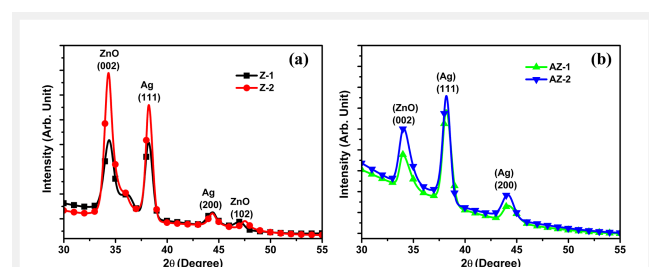 (a)
ZnO
(002)
Ag
(111)
Z-1
Z-2
Ag
(200)
ZnO
(102)
Intensity (Arb. Unit)
30 35 40 45 50 55
2θ (Degree)
(b)
(Ag)
(111)
AZ-1
AZ-2
(ZnO)
(002)
(Ag)
(200)
Intensity (Arb. Unit)
30 35 40 45 50 55
2θ (Degree)